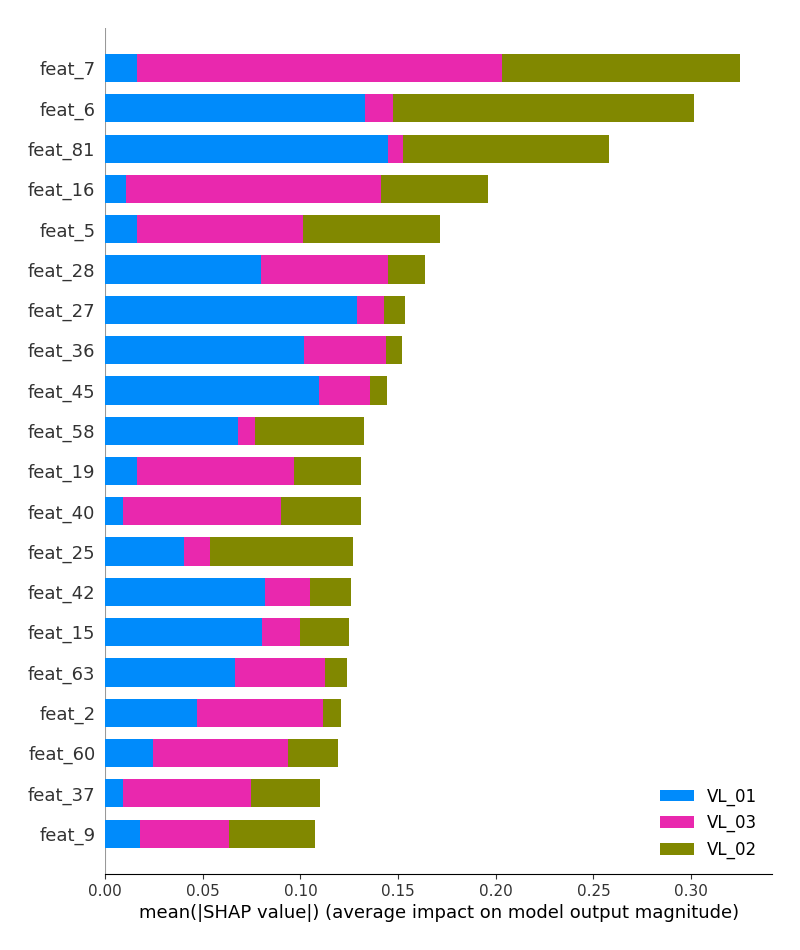 feat_7
feat_6
feat_81
feat_16
feat_5
feat_28
feat_27
feat_36
feat_45
feat_58
feat_19
feat_40
feat_25
feat_42
feat_15
feat_63
feat_2
feat_60
feat_37
feat_9
VL_01
VL_03
VL_02
0.00 0.05 0.10 0.15 0.20 0.25 0.30
mean(|SHAP value|) (average impact on model output magnitude)